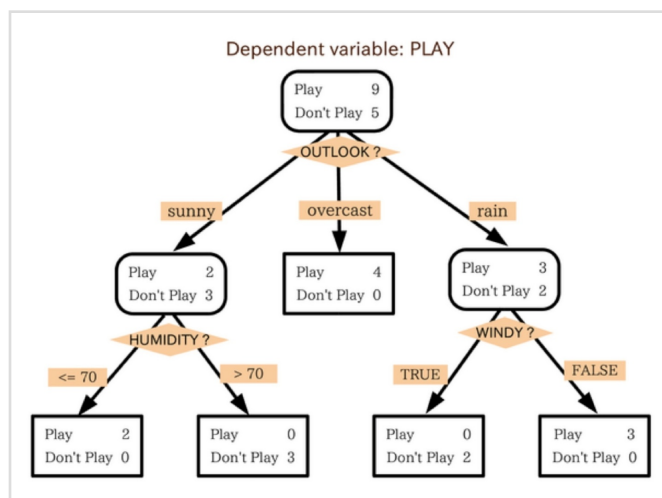 Dependent variable: PLAY
Play 9
Don't Play 5
OUTLOOK ?
sunny
overcast
rain
Play 2
Don't Play 3
Play 4
Don't Play 0
Play 3
Don't Play 2
HUMIDITY ?
WINDY ?
<= 70
> 70
TRUE
FALSE
Play 2
Don't Play 0
Play 0
Don't Play 3
Play 0
Don't Play 2
Play 3
Don't Play 0